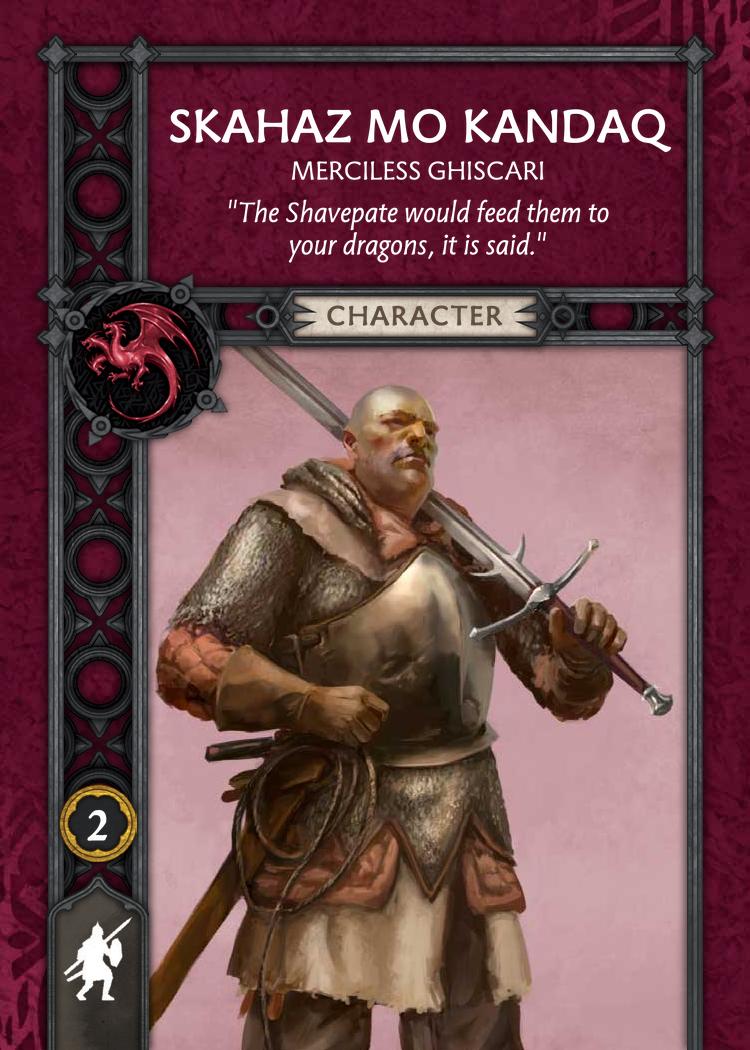 SKAHAZ MO KANDAQ
MERCILESS GHISCARI
"The Shavepate would feed them to
your dragons, it is said."
CHARACTER
2